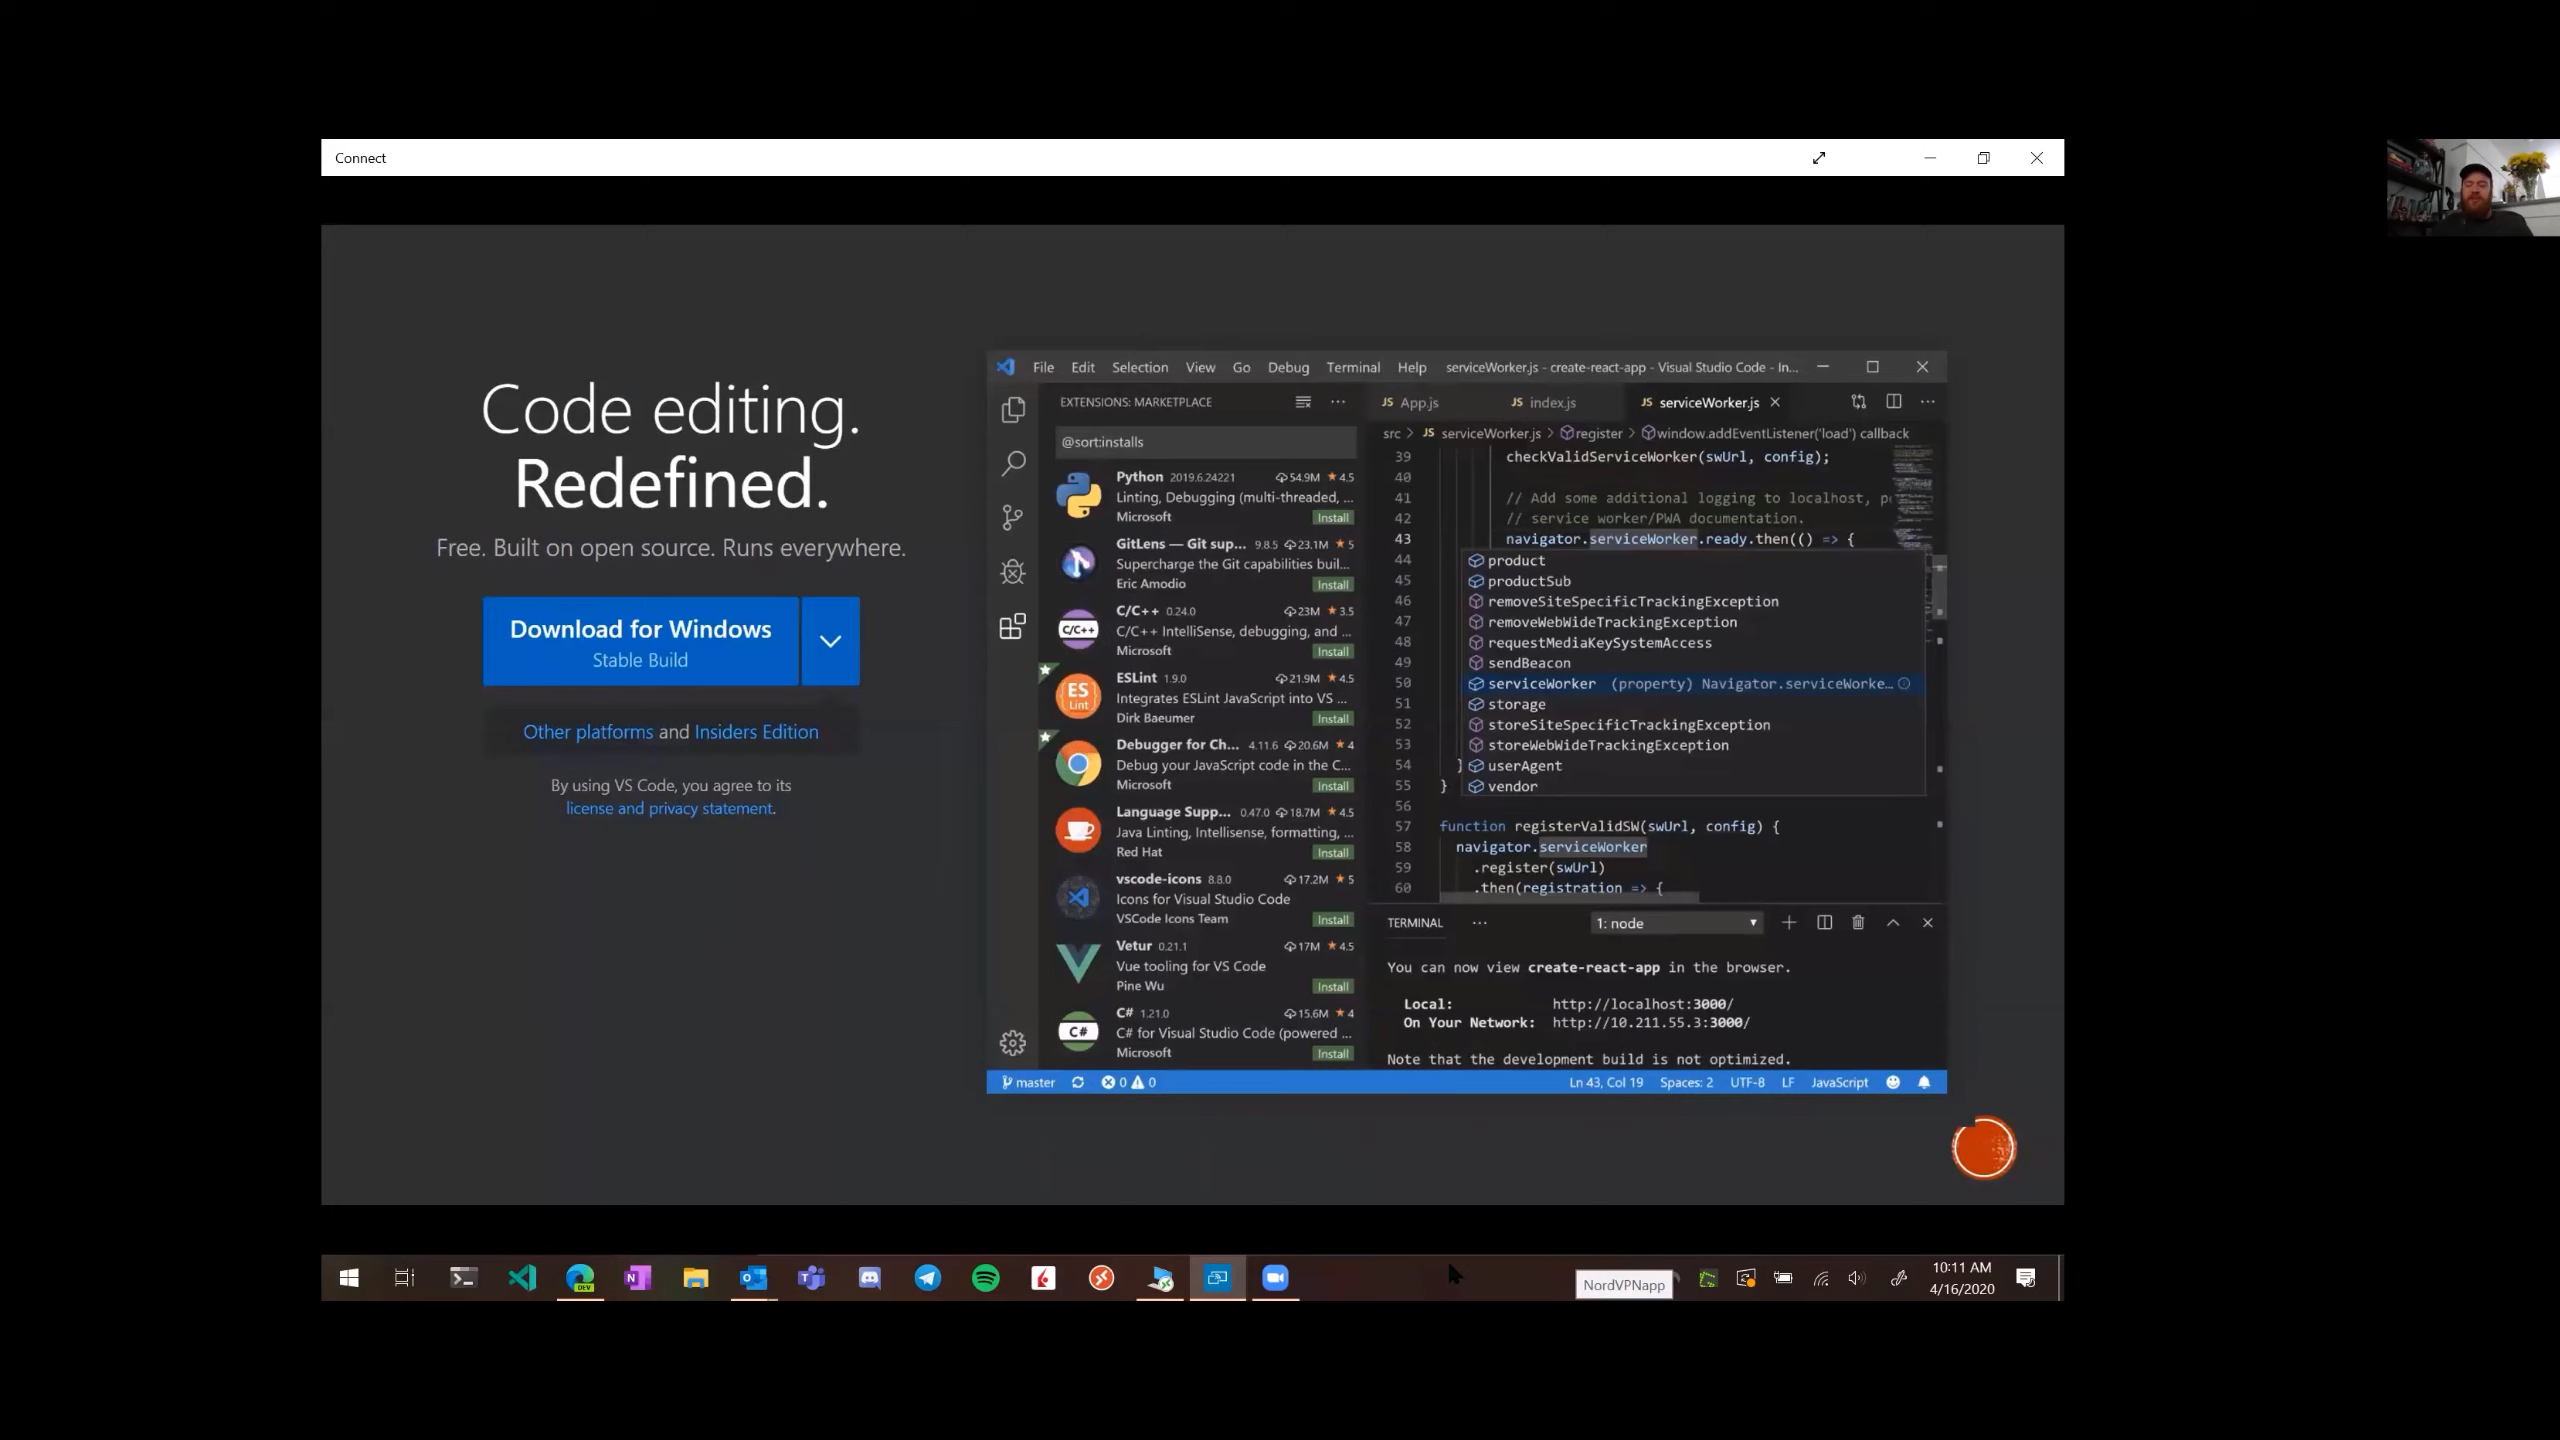 Connect
Code editing.
Redefined.
Free. Built on open source. Runs everywhere.
Download for Windows
Stable Build
Other platforms and Insiders Edition
By using VS Code, you agree to its
license and privacy statement.
File Edit Selection View Go Debug Terminal Help serviceWorker.js - create-react-app - Visual Studio Code - In...
EXTENSIONS: MARKETPLACE
@sort:installs
Python 2019.6.24221 54.9M 4.5
Linting, Debugging (multi-threaded, ...
Microsoft Install
GitLens — Git sup... 9.8.5 23.1M 5
Supercharge the Git capabilities buil...
Eric Amodio Install
C/C++ 0.24.0 23M 3.5
C/C++ C/C++ IntelliSense, debugging, and ...
Microsoft Install
ESLint 1.9.0 21.9M 4.5
ES Lint Integrates ESLint JavaScript into VS ...
Dirk Baeumer Install
Debugger for Ch... 4.11.6 20.6M 4
Debug your JavaScript code in the C...
Microsoft Install
Language Supp... 0.47.0 18.7M 4.5
Java Linting, Intellisense, formatting, ...
Red Hat Install
vscode-icons 8.8.0 17.2M 5
Icons for Visual Studio Code
VSCode Icons Team Install
Vetur 0.21.1 17M 4.5
Vue tooling for VS Code
Pine Wu Install
C# 1.21.0 15.6M 4
C# C# for Visual Studio Code (powered ...
Microsoft Install
JS App.js JS index.js JS serviceWorker.js
src > JS serviceWorker.js > register > window.addEventListener('load') callback
39 checkValidServiceWorker(swUrl, config);
40
41 // Add some additional logging to localhost, p
42 // service worker/PWA documentation.
43 navigator.serviceWorker.ready.then(() => {
44 product
45 productSub
46 removeSiteSpecificTrackingException
47 removeWebWideTrackingException
48 requestMediaKeySystemAccess
49 sendBeacon
50 serviceWorker (property) Navigator.serviceWorke...
51 storage
52 storeSiteSpecificTrackingException
53 storeWebWideTrackingException
54 } userAgent
55 } vendor
56
57 function registerValidSW(swUrl, config) {
58 navigator.serviceWorker
59 .register(swUrl)
60 .then(registration => {
TERMINAL ... 1: node
You can now view create-react-app in the browser.
Local: http://localhost:3000/
On Your Network: http://10.211.55.3:3000/
Note that the development build is not optimized.
master 0 0 Ln 43, Col 19 Spaces: 2 UTF-8 LF JavaScript
NordVPNapp
10:11 AM
4/16/2020